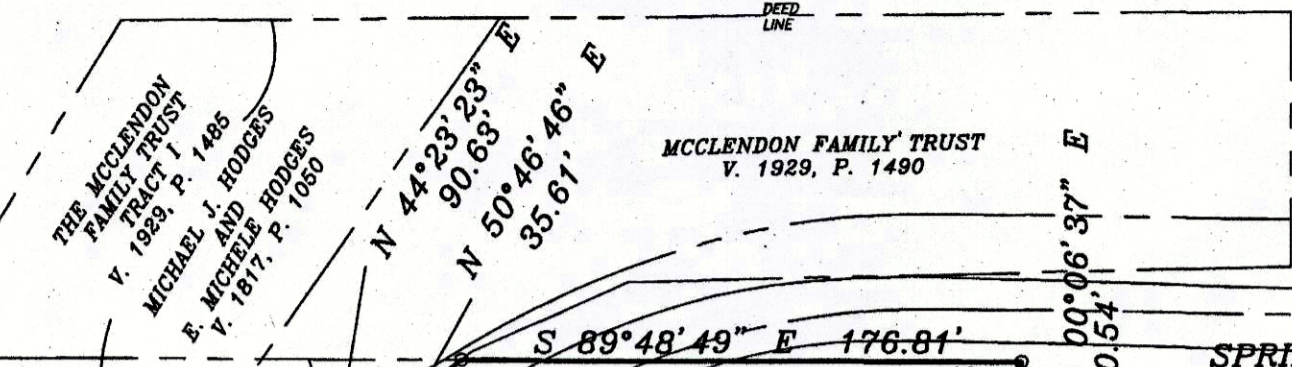 DEED
LINE
THE MCCLENDON
FAMILY TRUST
TRACT I
V. 1929, P. 1485
MICHAEL J. HODGES
AND
E. MICHELE HODGES
V. 1817, P. 1050
N 44°23'23" E
90.63'
N 50°46'46" E
35.61'
MCCLENDON FAMILY' TRUST
V. 1929, P. 1490
00°06'37" E
0.54'
S 89°48'49" E 176.81'